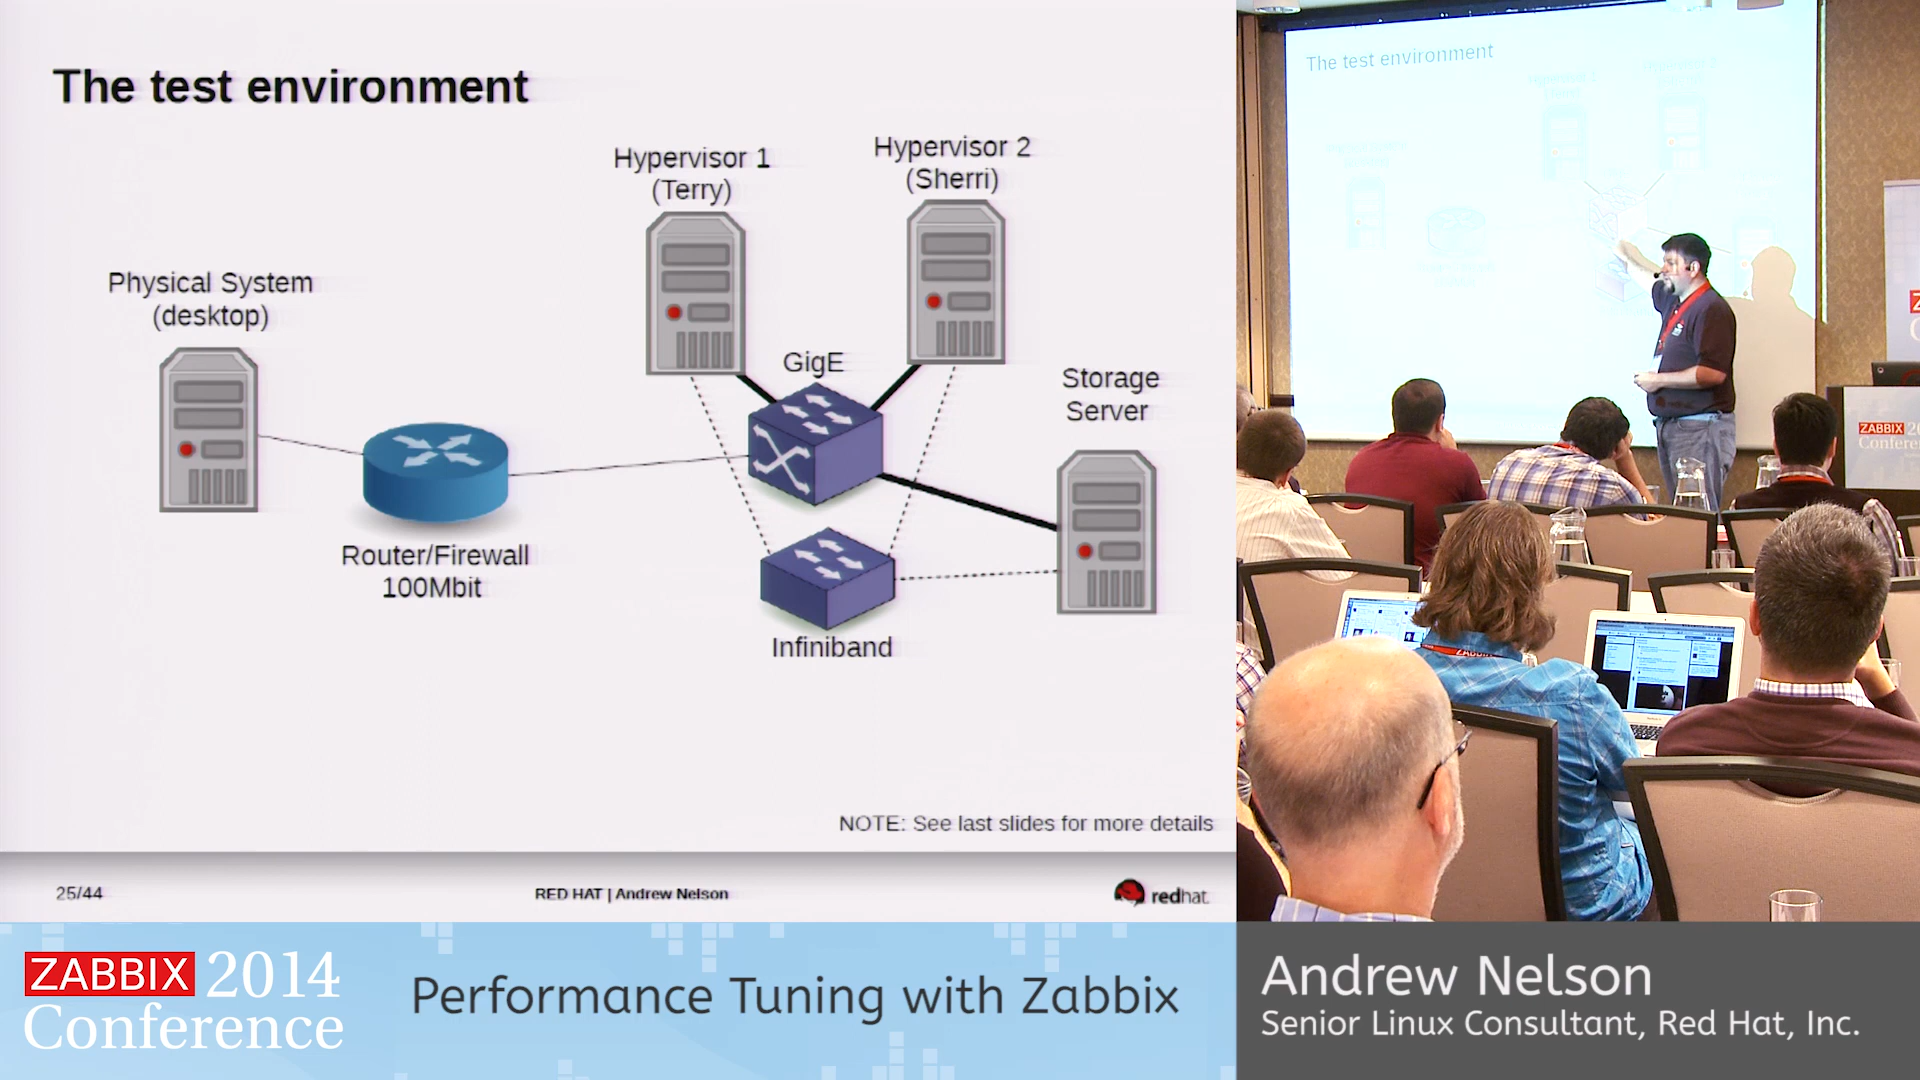 The test environment
Hypervisor 1
(Terry)
Hypervisor 2
(Sherri)
Physical System
(desktop)
GigE
Storage
Server
Router/Firewall
100Mbit
Infiniband
NOTE: See last slides for more details
25/44
RED HAT | Andrew Nelson
redhat
The test environment
ZABBIX
ZABBIX
ZABBIX 2014
Conference
Performance Tuning with Zabbix
Andrew Nelson
Senior Linux Consultant, Red Hat, Inc.